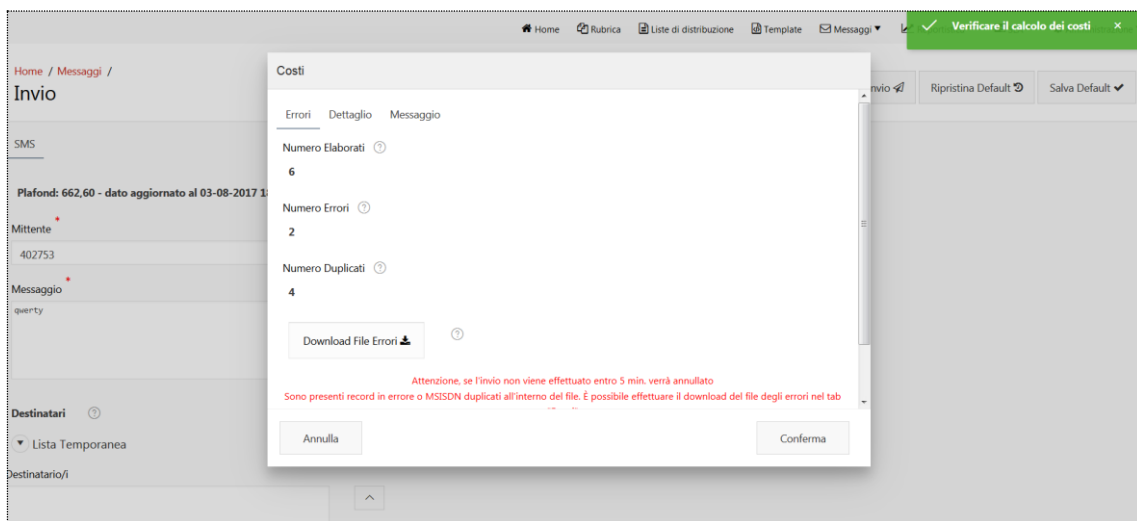 Home Rubrica Liste di distribuzione Template Messaggi
Verificare il calcolo dei costi ×
Home / Messaggi /
Invio
Costi
nvio Ripristina Default Salva Default
Errori Dettaglio Messaggio
SMS
Numero Elaborati ?
6
Plafond: 662,60 - dato aggiornato al 03-08-2017 1
Numero Errori ?
Mittente *
2
402753
Numero Duplicati ?
Messaggio *
4
qwerty
Download File Errori ?
Attenzione, se l'invio non viene effettuato entro 5 min. verrà annullato
Sono presenti record in errore o MSISDN duplicati all'interno del file. È possibile effettuare il download del file degli errori nel tab
Destinatari ?
Annulla Conferma
Lista Temporanea
Destinatario/i